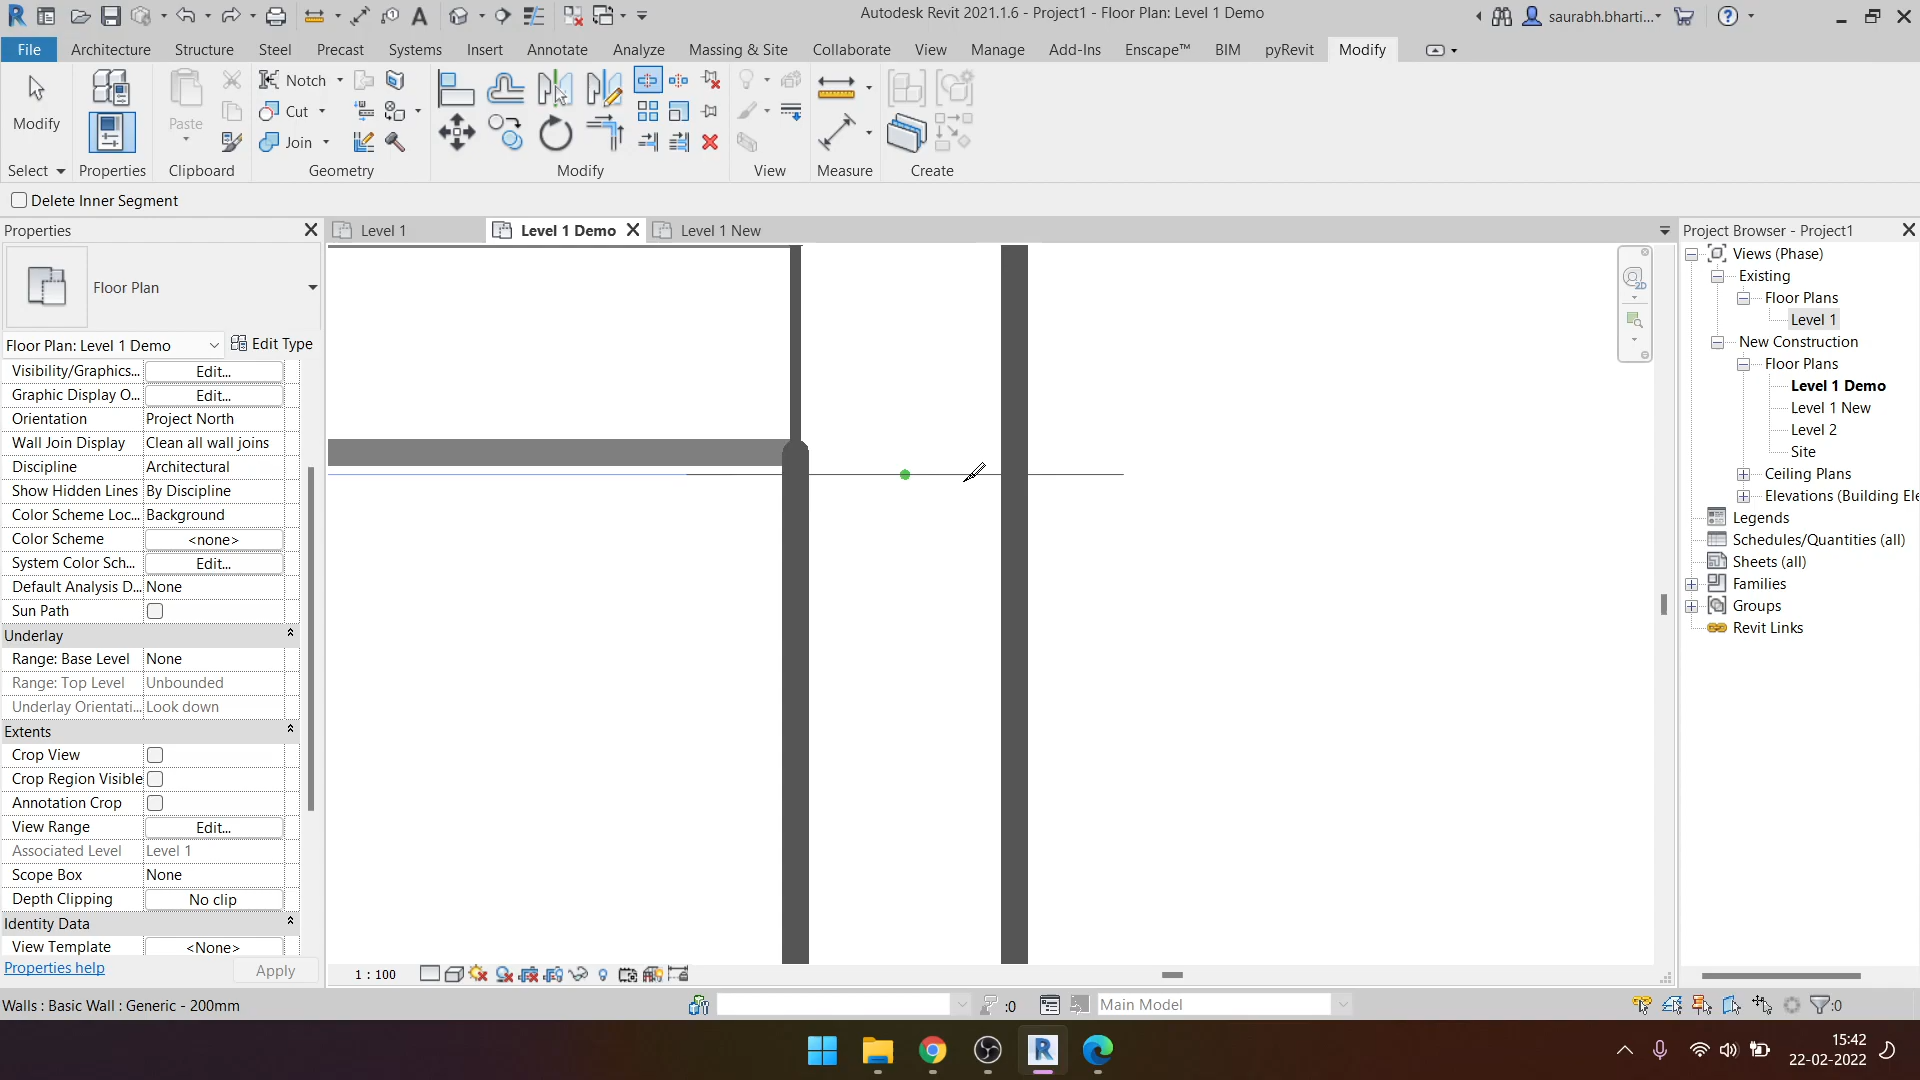 Autodesk Revit 2021.1.6 - Project1 - Floor Plan: Level 1 Demo
saurabh.bharti...
File Architecture Structure Steel Precast Systems Insert Annotate Analyze Massing & Site Collaborate View Manage Add-Ins Enscape™ BIM pyRevit Modify
Modify
Paste
Notch
Cut
Join
Select Properties Clipboard Geometry Modify View Measure Create
Delete Inner Segment
Properties
Level 1
Level 1 Demo
Level 1 New
Project Browser - Project1
Floor Plan
Floor Plan: Level 1 Demo
Edit Type
Visibility/Graphics... Edit...
Graphic Display O... Edit...
Orientation Project North
Wall Join Display Clean all wall joins
Discipline Architectural
Show Hidden Lines By Discipline
Color Scheme Loc... Background
Color Scheme <none>
System Color Sch... Edit...
Default Analysis D... None
Sun Path
Underlay
Range: Base Level None
Range: Top Level Unbounded
Underlay Orientati... Look down
Extents
Crop View
Crop Region Visible
Annotation Crop
View Range Edit...
Associated Level Level 1
Scope Box None
Depth Clipping No clip
Identity Data
View Template <None>
Properties help
Apply
Views (Phase)
Existing
Floor Plans
Level 1
New Construction
Floor Plans
Level 1 Demo
Level 1 New
Level 2
Site
Ceiling Plans
Elevations (Building Ele
Legends
Schedules/Quantities (all)
Sheets (all)
Families
Groups
Revit Links
1 : 100
Walls : Basic Wall : Generic - 200mm
:0
Main Model
:0
15:42
22-02-2022